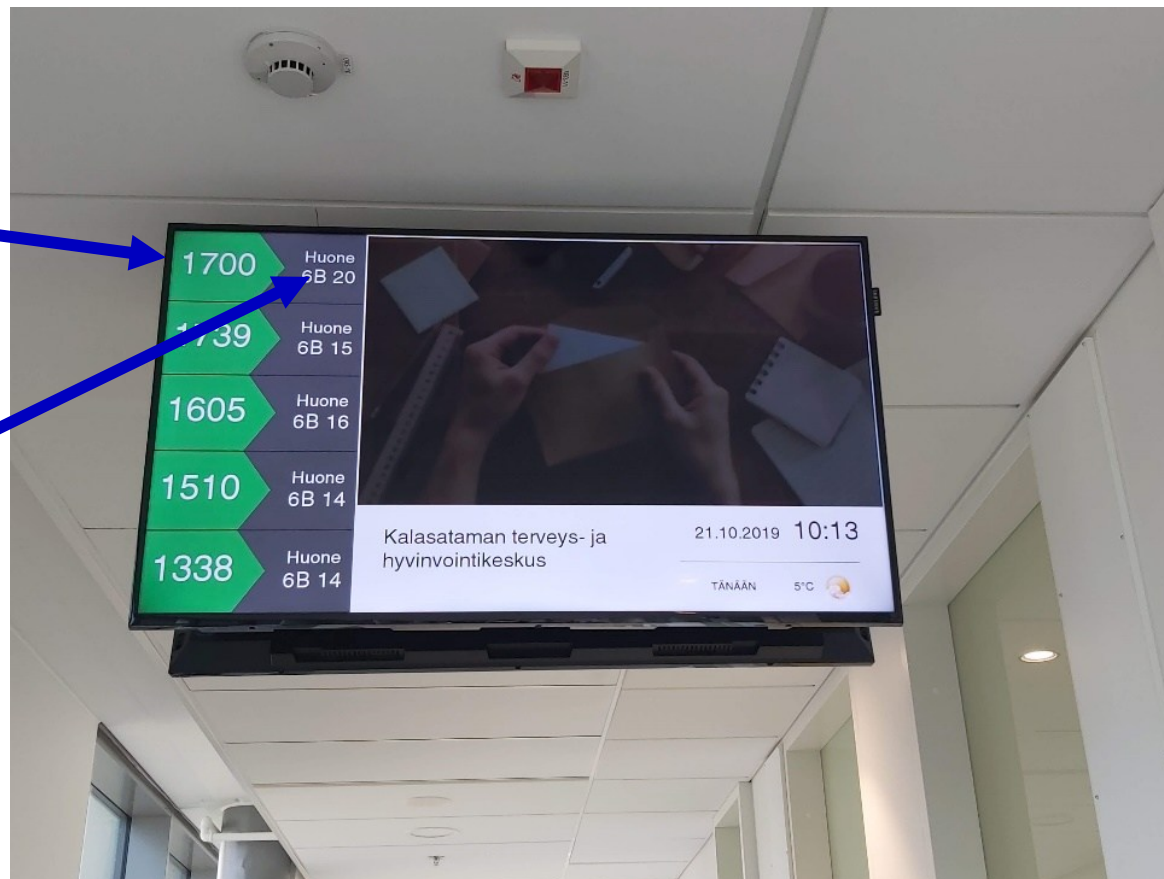 1700
Huone
6B 20
1739
Huone
6B 15
1605
Huone
6B 16
1510
Huone
6B 14
1338
Huone
6B 14
Kalasataman terveys- ja
hyvinvointikeskus
21.10.2019 10:13
TÄNÄÄN 5°C
SAMSUNG